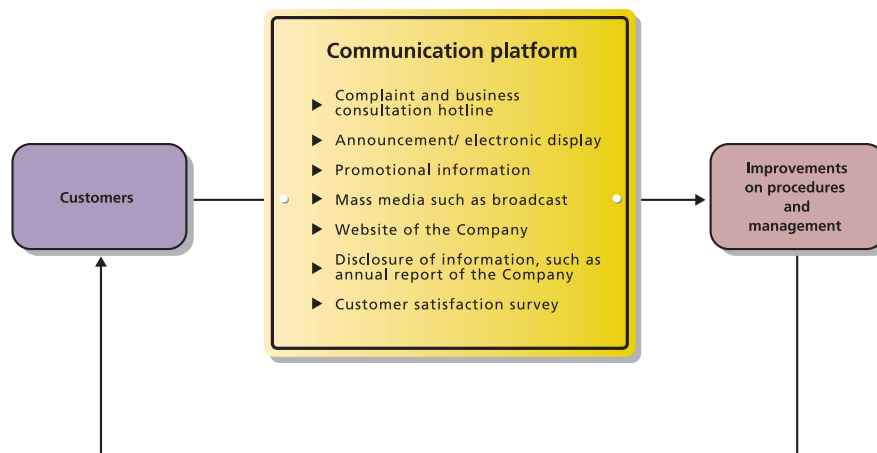 Communication platform
Complaint and business
consultation hotline
Announcement/ electronic display
Promotional information
Mass media such as broadcast
Website of the Company
Disclosure of information, such as
annual report of the Company
Customer satisfaction survey
Customers
Improvements
on procedures
and
management